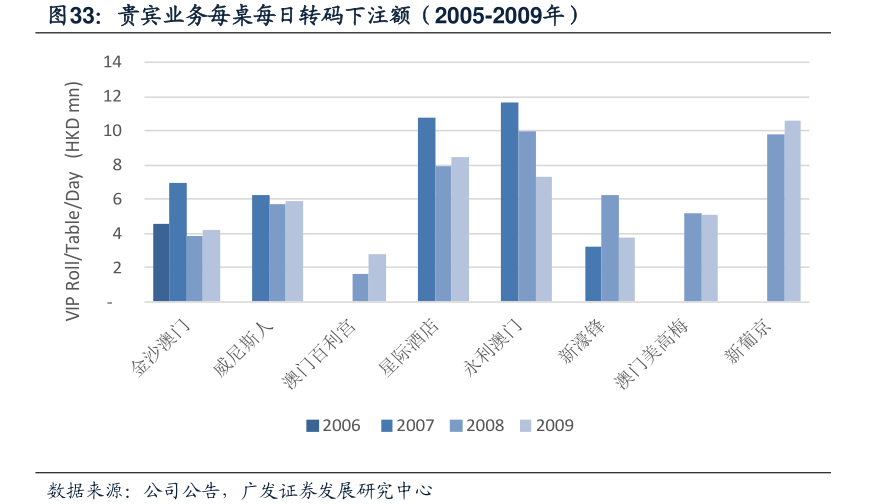 图33：贵宾业务每桌每日转码下注额（2005-2009年）
VIP Roll/Table/Day (HKD mn)
14
12
10
8
6
4
2
-
金沙澳门
威尼斯人
澳门百利宫
星际酒店
永利澳门
新濠锋
澳门美高梅
新葡京
2006 2007 2008 2009
数据来源：公司公告，广发证券发展研究中心